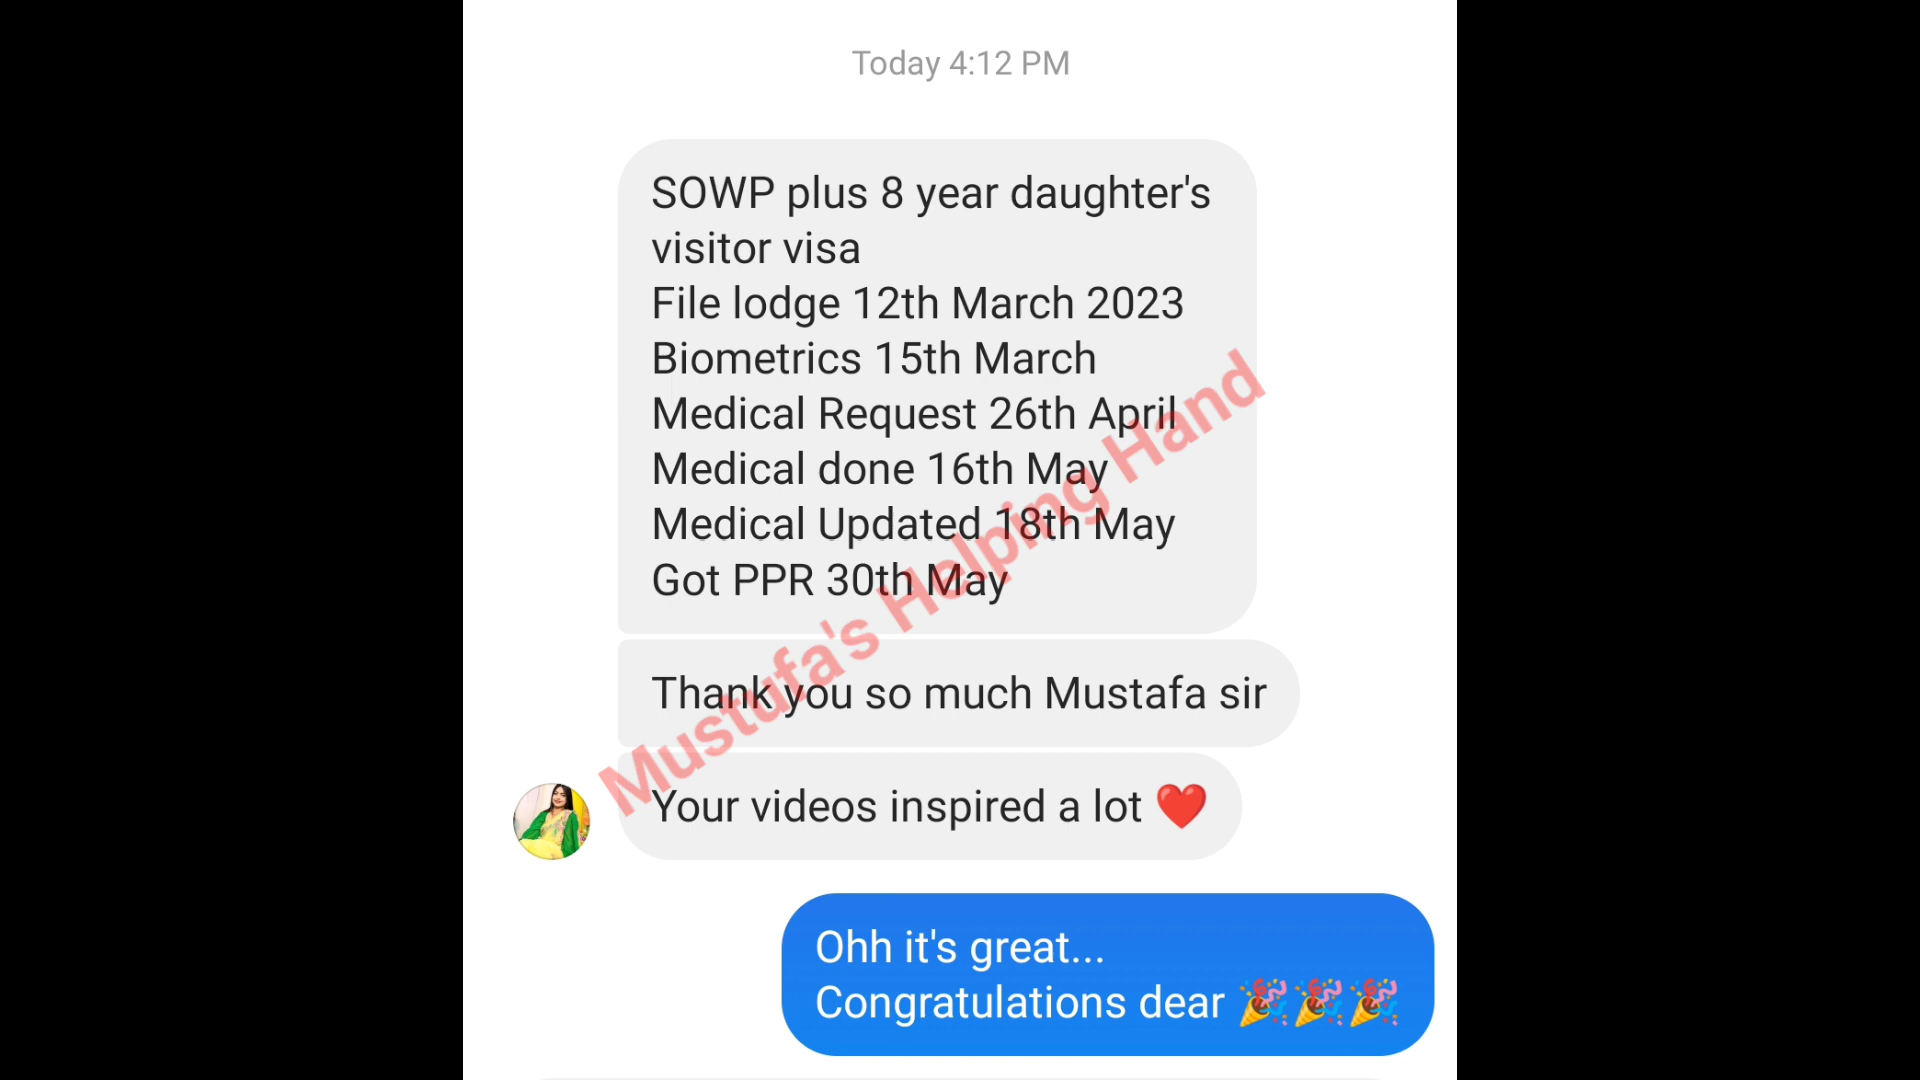 Today 4:12 PM
SOWP plus 8 year daughter's
visitor visa
File lodge 12th March 2023
Biometrics 15th March
Medical Request 26th April
Medical done 16th May
Medical Updated 18th May
Got PPR 30th May
Thank you so much Mustafa sir
Your videos inspired a lot ❤️
Ohh it's great...
Congratulations dear 🎉🎉🎉
Mustufa's Helping Hand